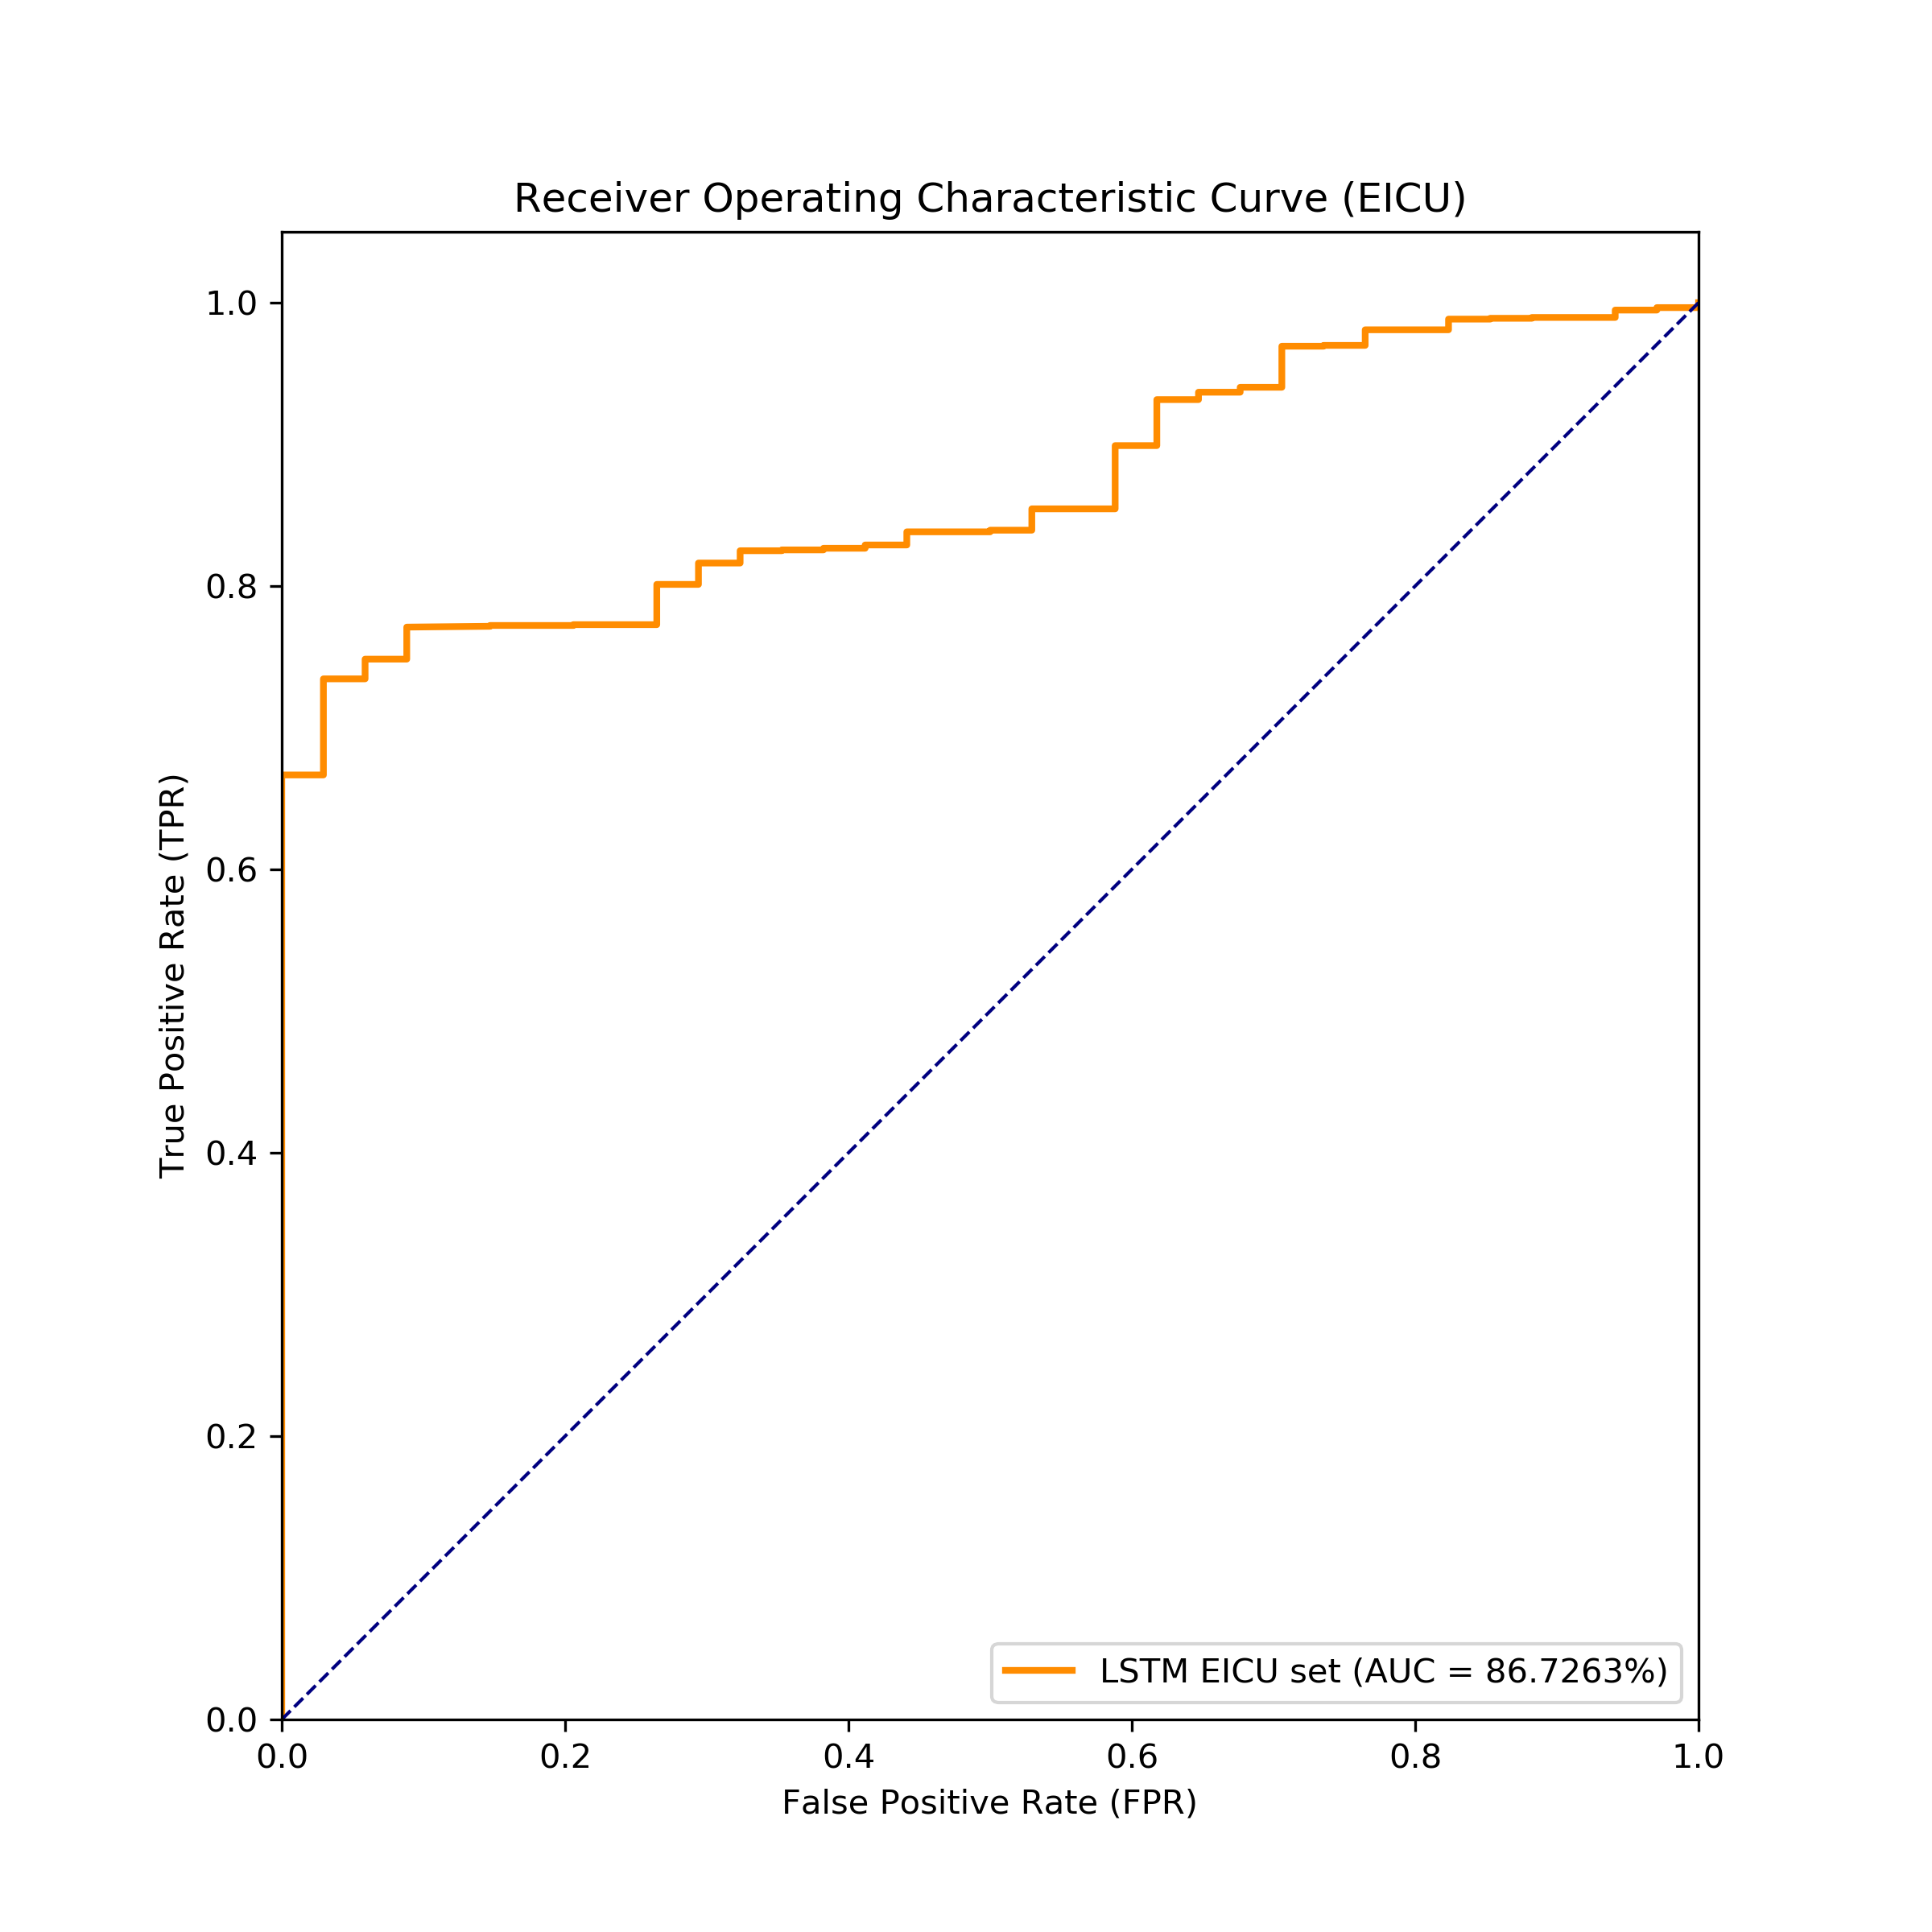 Receiver Operating Characteristic Curve (EICU)
1.0
0.8
0.6
0.4
0.2
0.0
True Positive Rate (TPR)
LSTM EICU set (AUC = 86.7263%)
0.0 0.2 0.4 0.6 0.8 1.0
False Positive Rate (FPR)